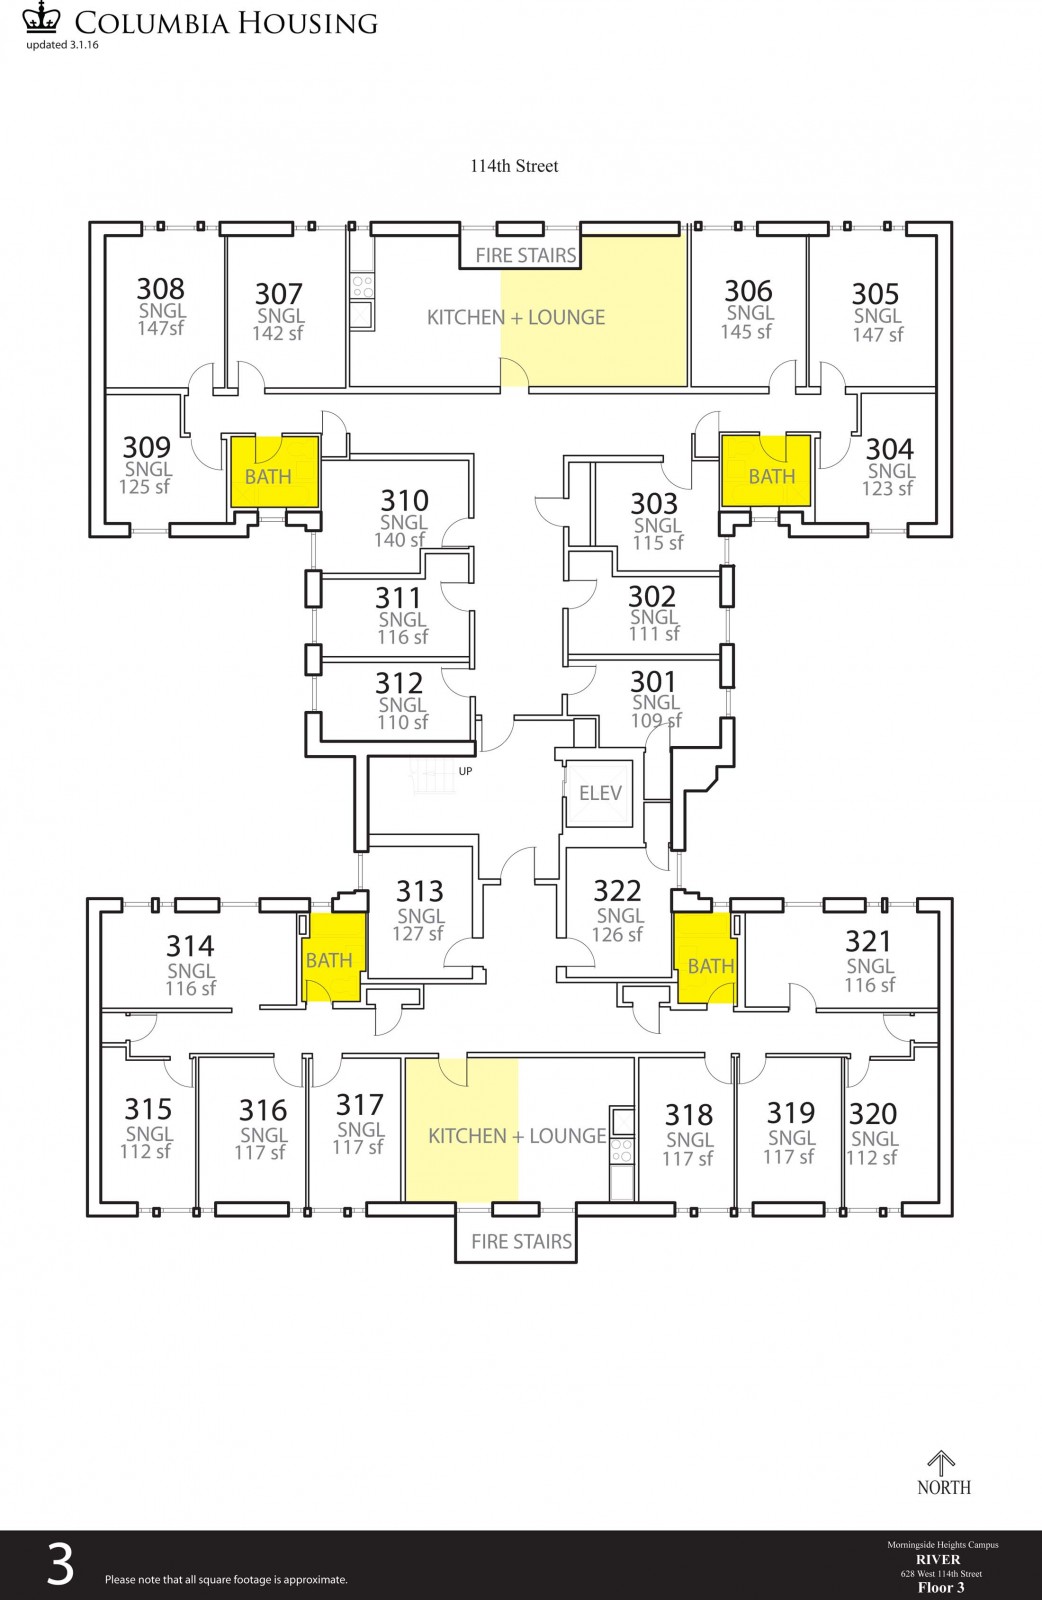 COLUMBIA HOUSING
updated 3.1.16
114th Street
FIRE STAIRS
308
SNGL
147sf
307
SNGL
142 sf
KITCHEN + LOUNGE
306
SNGL
145 sf
305
SNGL
147 sf
309
SNGL
125 sf
BATH
310
SNGL
140 sf
303
SNGL
115 sf
BATH
304
SNGL
123 sf
311
SNGL
116 sf
302
SNGL
111 sf
312
SNGL
110 sf
301
SNGL
109 sf
UP
ELEV
313
SNGL
127 sf
322
SNGL
126 sf
314
SNGL
116 sf
BATH
BATH
321
SNGL
116 sf
315
SNGL
112 sf
316
SNGL
117 sf
317
SNGL
117 sf
KITCHEN + LOUNGE
318
SNGL
117 sf
319
SNGL
117 sf
320
SNGL
112 sf
FIRE STAIRS
NORTH
3
Please note that all square footage is approximate.
Morningside Heights Campus
RIVER
628 West 114th Street
Floor 3